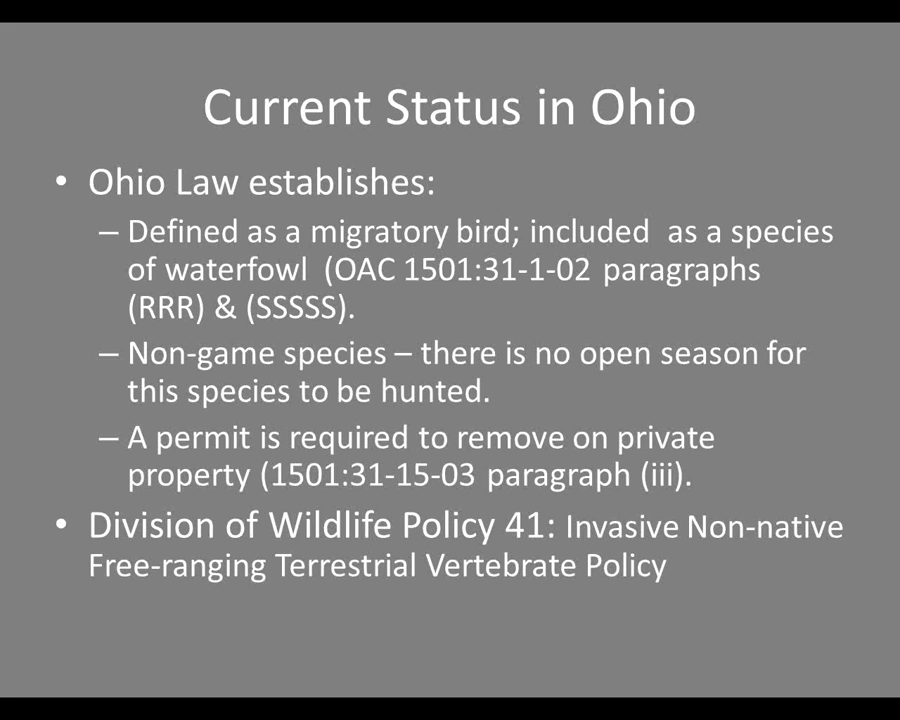 Current Status in Ohio
• Ohio Law establishes:
– Defined as a migratory bird; included  as a species
of waterfowl  (OAC 1501:31-1-02 paragraphs
(RRR) & (SSSSS).
– Non-game species – there is no open season for
this species to be hunted.
– A permit is required to remove on private
property (1501:31-15-03 paragraph (iii).
• Division of Wildlife Policy 41: Invasive Non-native
Free-ranging Terrestrial Vertebrate Policy